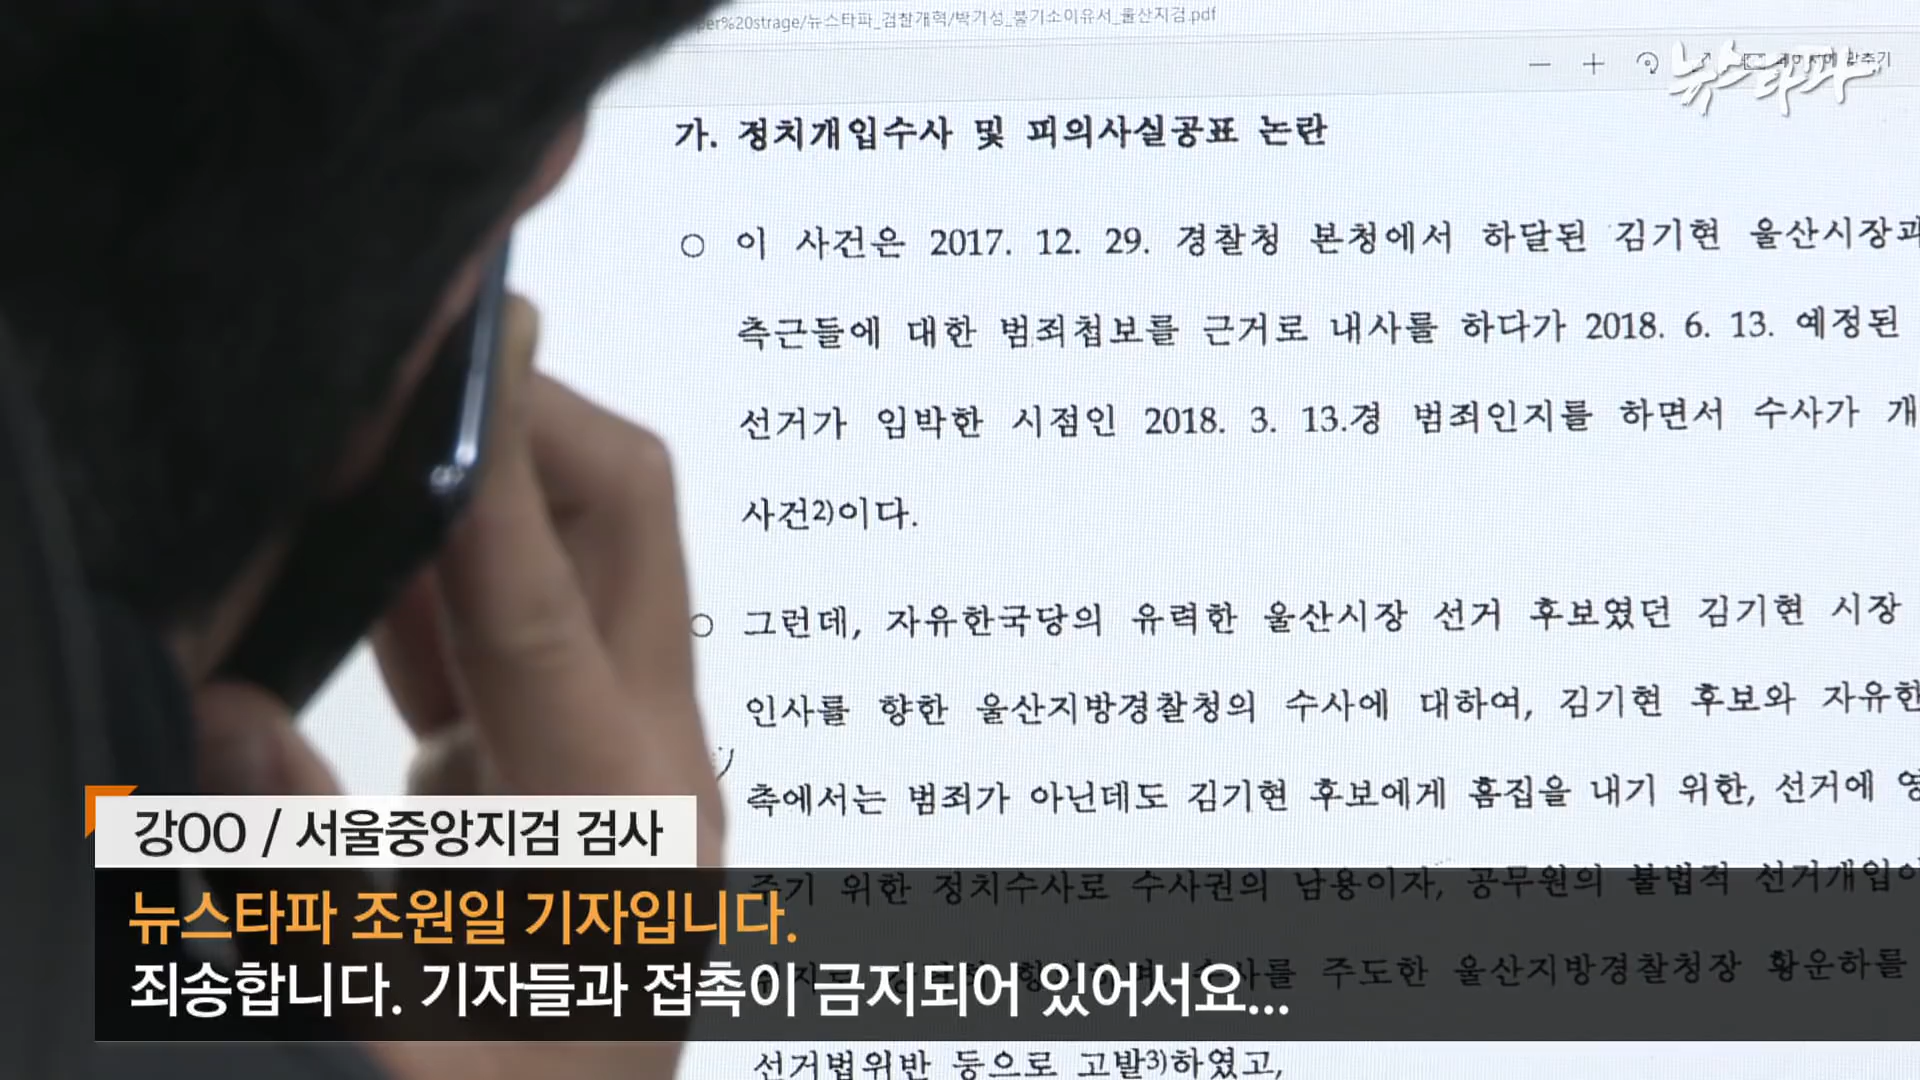 er%20strage/뉴스타파_검찰개혁/박기성_불기소이유서_울산지검.pdf
뉴스타파
가. 정치개입수사 및 피의사실공표 논란
○ 이 사건은 2017. 12. 29. 경찰청 본청에서 하달된 김기현 울산시장과
측근들에 대한 범죄첩보를 근거로 내사를 하다가 2018. 6. 13. 예정된
선거가 임박한 시점인 2018. 3. 13.경 범죄인지를 하면서 수사가 개
사건2)이다.
○ 그런데, 자유한국당의 유력한 울산시장 선거 후보였던 김기현 시장
인사를 향한 울산지방경찰청의 수사에 대하여, 김기현 후보와 자유한
측에서는 범죄가 아닌데도 김기현 후보에게 흠집을 내기 위한, 선거에 영
주기 위한 정치수사로 수사권의 남용이자, 공무원의 불법적 선거개입이
수사를 주도한 울산지방경찰청장 황운하를
선거법위반 등으로 고발3)하였고,
강OO / 서울중앙지검 검사
뉴스타파 조원일 기자입니다.
죄송합니다. 기자들과 접촉이 금지되어 있어서요...